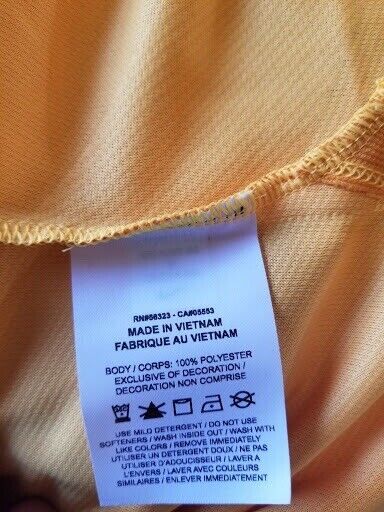 RN#56323 - CA#05553
MADE IN VIETNAM
FABRIQUE AU VIETNAM
BODY / CORPS: 100% POLYESTER
EXCLUSIVE OF DECORATION /
DECORATION NON COMPRISE
USE MILD DETERGENT / DO NOT USE
SOFTENERS / WASH INSIDE OUT / WASH WITH
LIKE COLORS / REMOVE IMMEDIATELY
UTILISER UN DETERGENT DOUX / NE PAS
UTILISER D'ADOUCISSEUR / LAVER A
L'ENVERS / LAVER AVEC COULEURS
SIMILAIRES / ENLEVER IMMEDIATEMENT